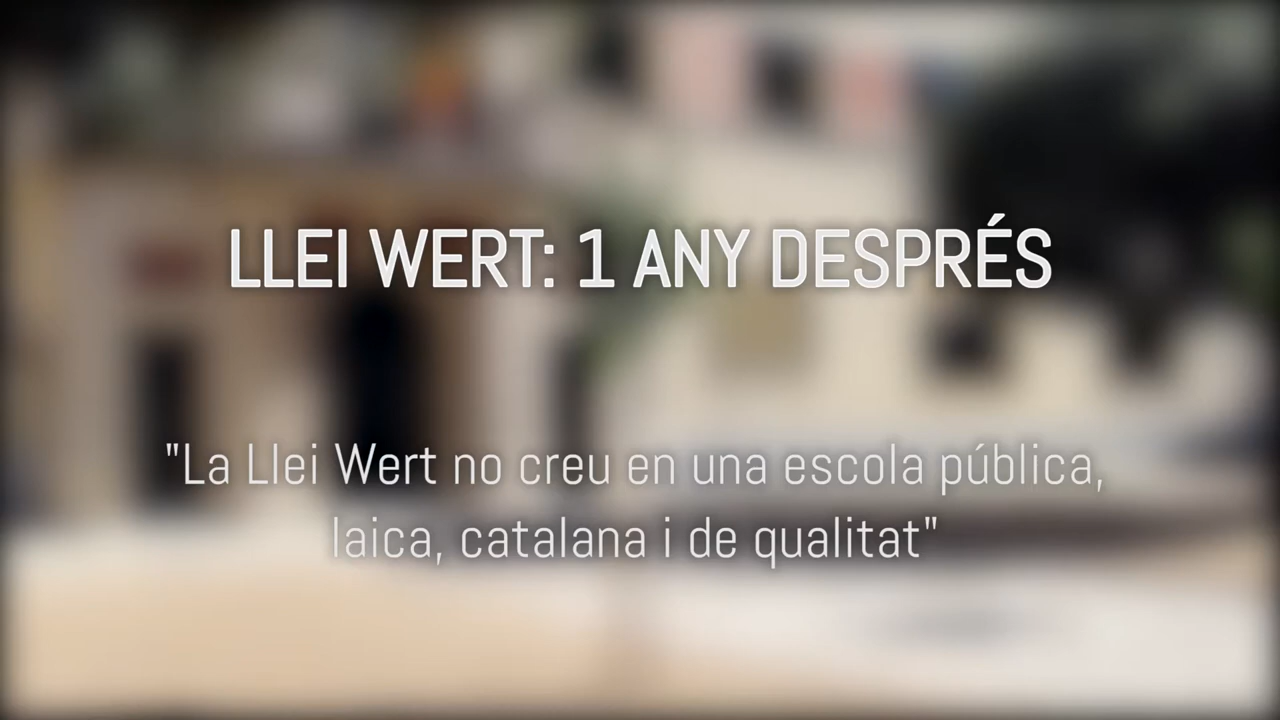 LLEI WERT: 1 ANY DESPRÉS
"La Llei Wert no creu en una escola pública,
laica, catalana i de qualitat"